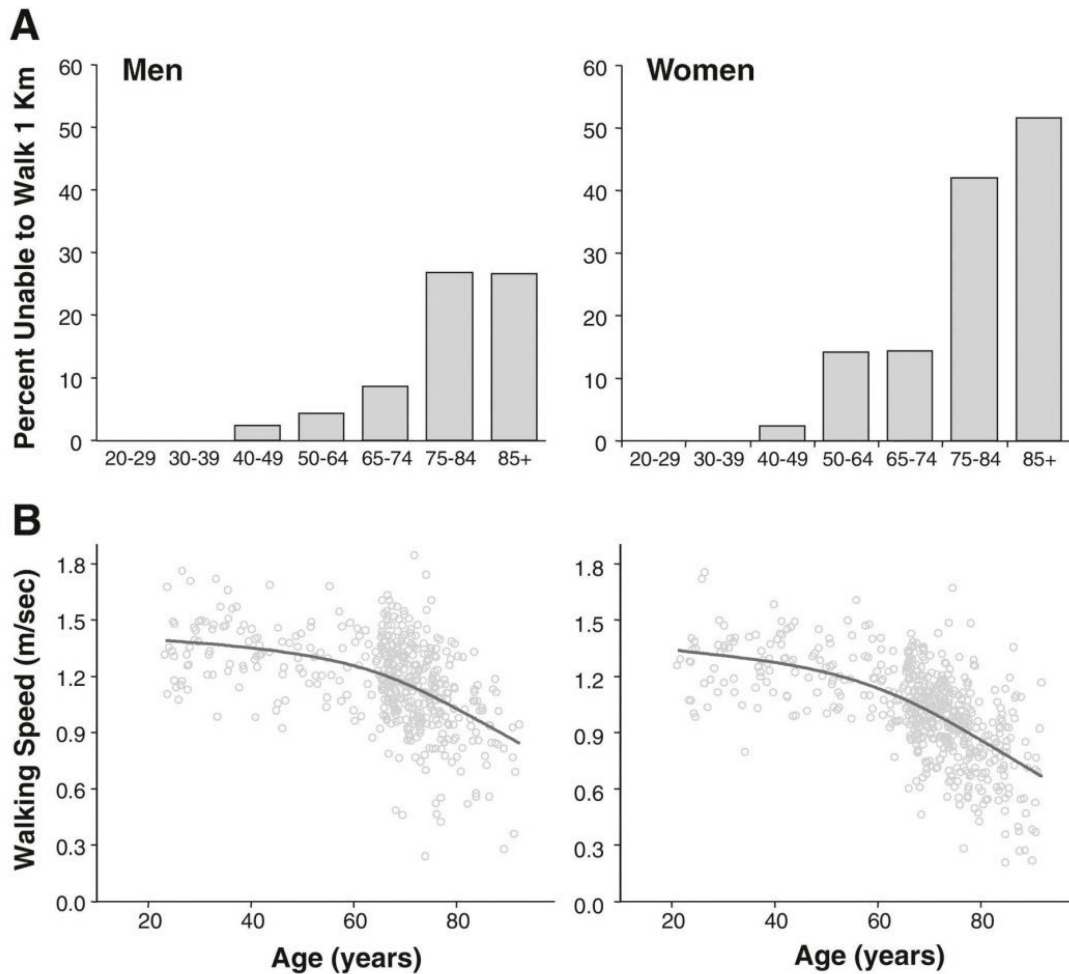 A
Men
Women
Percent Unable to Walk 1 Km
60
50
40
30
20
10
0
20-29 30-39 40-49 50-64 65-74 75-84 85+
60
50
40
30
20
10
0
20-29 30-39 40-49 50-64 65-74 75-84 85+
B
Walking Speed (m/sec)
1.8
1.5
1.2
0.9
0.6
0.3
0.0
20 40 60 80
Age (years)
1.8
1.5
1.2
0.9
0.6
0.3
0.0
20 40 60 80
Age (years)